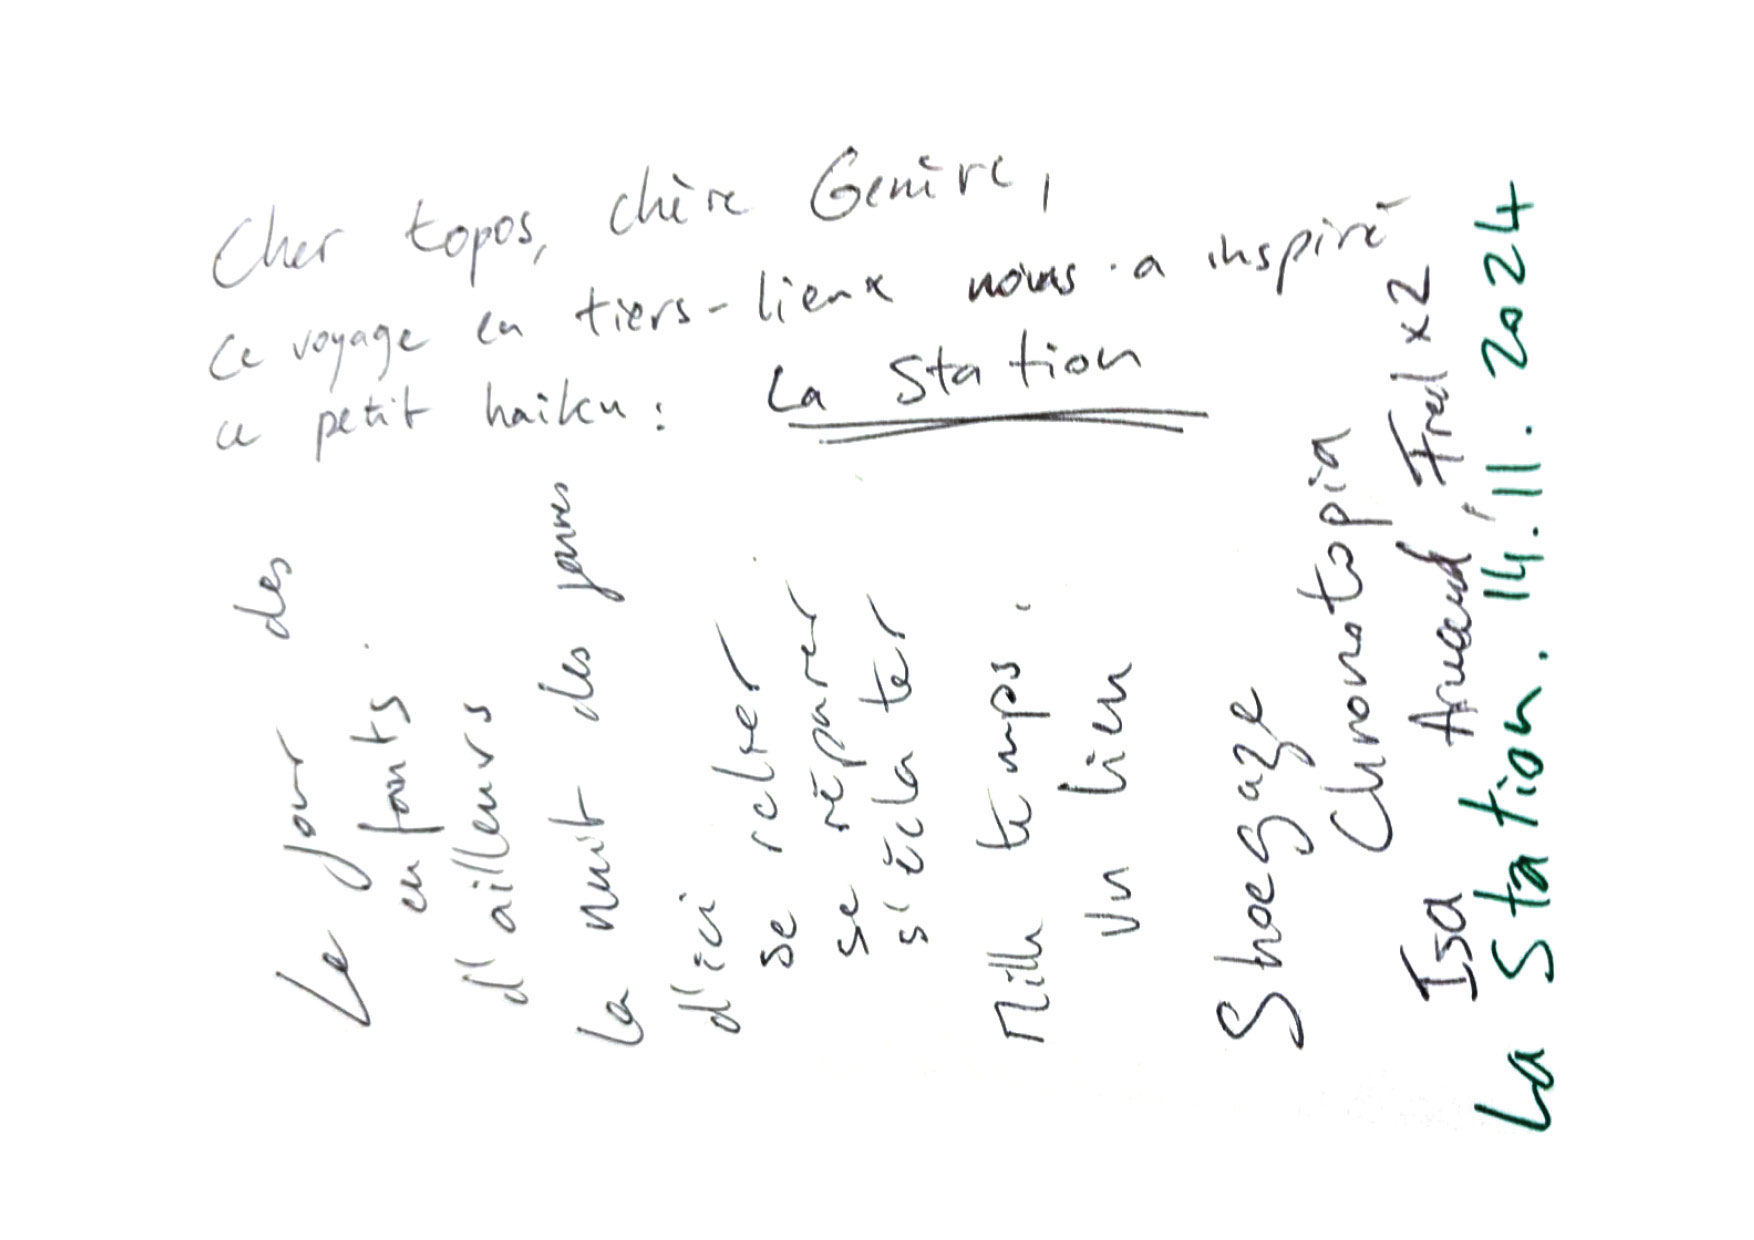 Cher topos, chère Genève,
Ce voyage en tiers-lieux nous a inspiré
ce petit haiku : La Station
Le jour des
enfants
d'ailleurs
La nuit des jeunes
d'ici
se relier
se réparer
s'éclater
Mille temps.
Un lieu
Shoegaze
Chronotopia
Isa Arnaud Fred x2
La Station. 14.11.2024